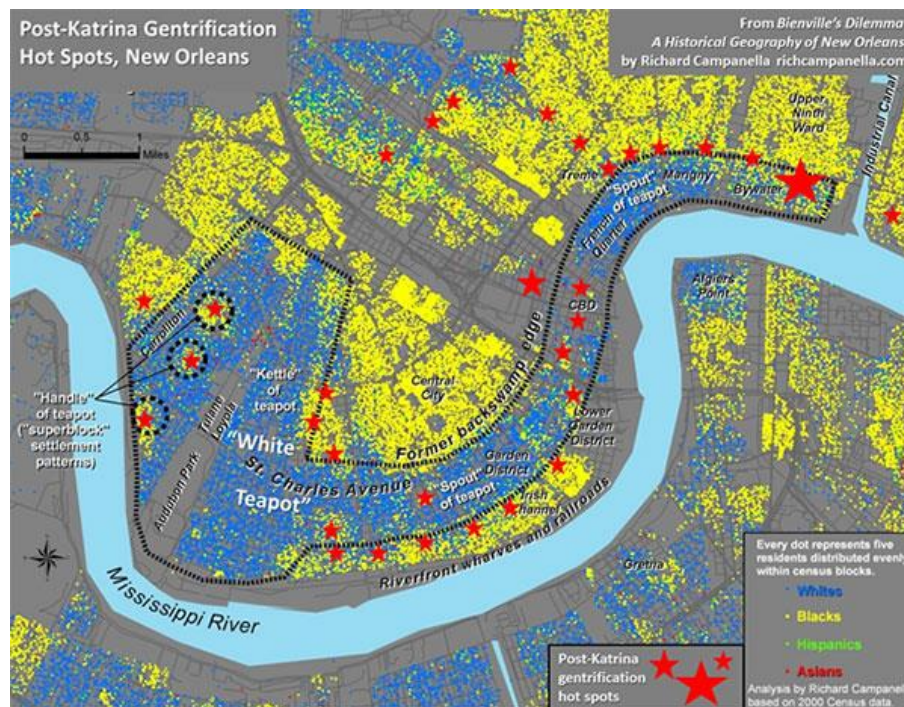 Post-Katrina Gentrification
Hot Spots, New Orleans
From Bienville's Dilemma
A Historical Geography of New Orleans
by Richard Campanella richcampanella.com
0 0.5 1
Miles
Upper
Ninth
Ward
Industrial Canal
Treme
Marigny
Bywater
"Spout"
of teapot
French
Quarter
Algiers
Point
CBD
Carrollton
"Handle"
of teapot
("superblock"
settlement
patterns)
"Kettle" of
teapot
Central
City
Former backswamp edge
Tulane
Loyola
"White
Teapot"
St. Charles Avenue
Audubon Park
Lower
Garden
District
Garden
District
"Spout"
of teapot
Irish
Channel
Riverfront wharves and railroads
Gretna
Mississippi River
Every dot represents five
residents distributed evenly
within census blocks.
Whites
Blacks
Hispanics
Asians
Analysis by Richard Campanell
based on 2000 Census data.
Post-Katrina
gentrification
hot spots